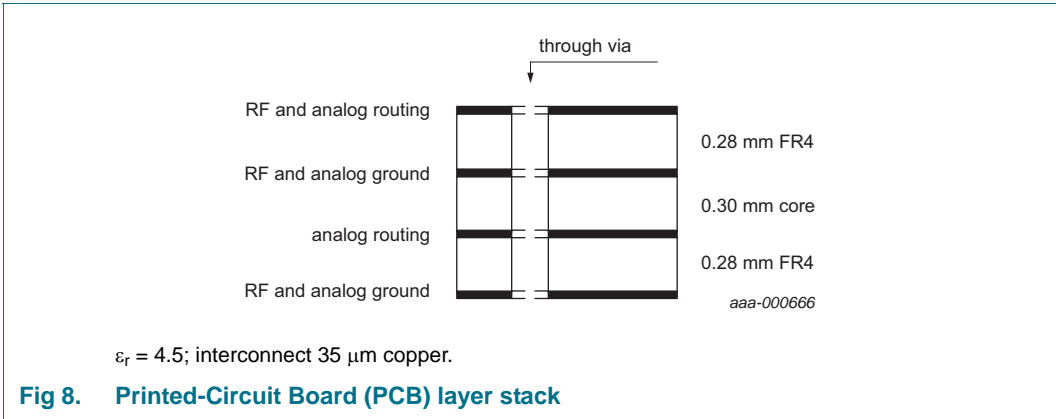 through via
RF and analog routing
0.28 mm FR4
RF and analog ground
0.30 mm core
analog routing
0.28 mm FR4
RF and analog ground
aaa-000666
εr = 4.5; interconnect 35 μm copper.
Fig 8. Printed-Circuit Board (PCB) layer stack